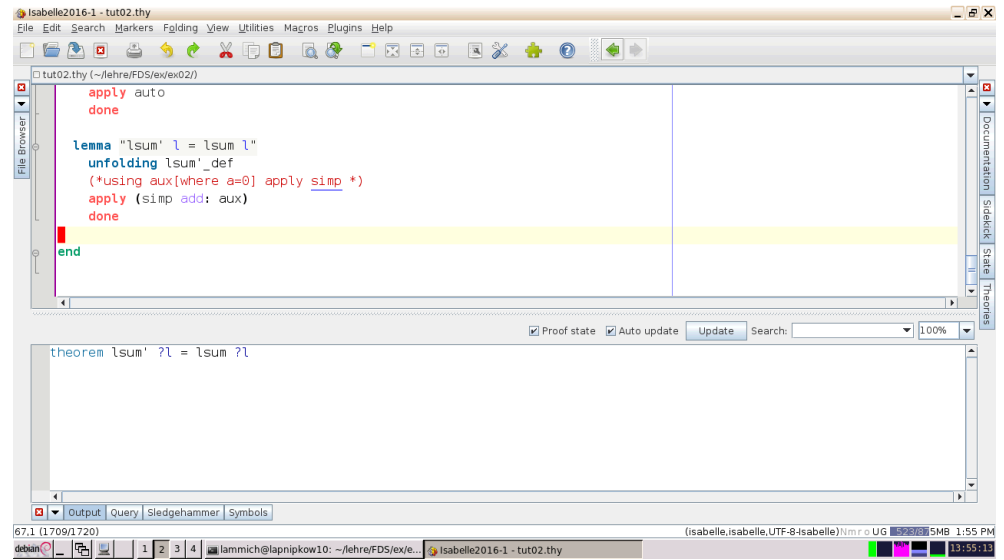 Isabelle2016-1 - tut02.thy
File Edit Search Markers Folding View Utilities Macros Plugins Help
tut02.thy (~/lehre/FDS/ex/ex02/)
apply auto
done
lemma "lsum' l = lsum l"
unfolding lsum'_def
(*using aux[where a=0] apply simp *)
apply (simp add: aux)
done
end
File Browser
Documentation
Sidekick
State
Theories
Proof state Auto update Update Search: 100%
theorem lsum' ?l = lsum ?l
Output Query Sledgehammer Symbols
67,1 (1709/1720) (isabelle,isabelle,UTF-8-Isabelle) N m r o UG 523/875MB 1:55 PM
debian 1 2 3 4 lammich@lapnipkow10: ~/lehre/FDS/ex/e... Isabelle2016-1 - tut02.thy 13:55:13